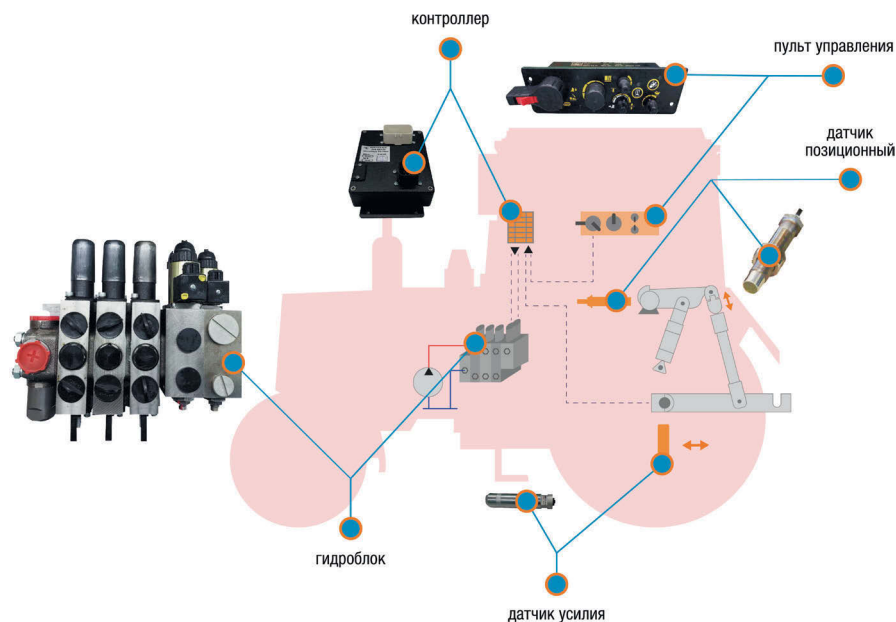 контроллер
пульт управления
датчик
позиционный
гидроблок
датчик усилия